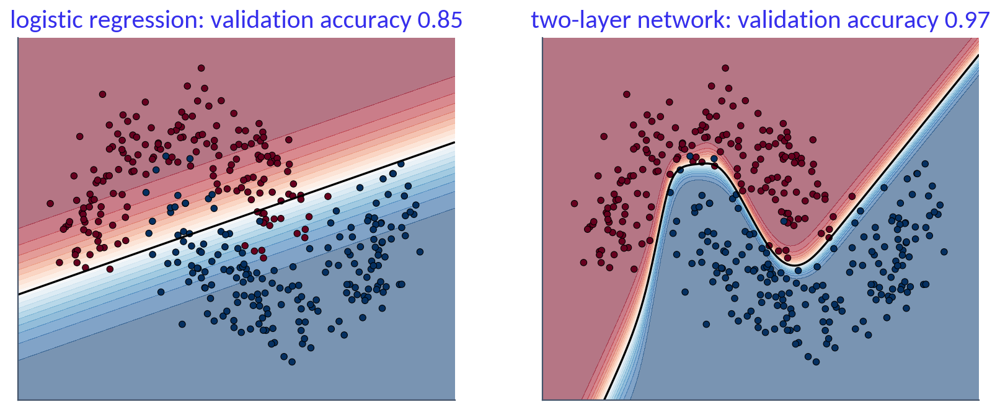 logistic regression: validation accuracy 0.85
two-layer network: validation accuracy 0.97